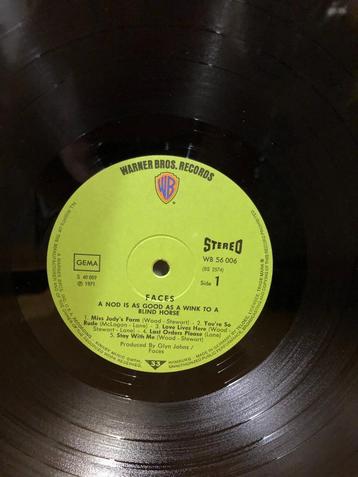 WARNER BROS. RECORDS
WB
STEREO
WB 56 006
(BS 2574)
Side 1
GEMA
S 40 007
℗ 1971
FACES
A NOD IS AS GOOD AS A WINK TO A
BLIND HORSE
1. Miss Judy's Farm (Wood - Stewart) - 2. You're So
Rude (McLagan - Lane) - 3. Love Lives Here (Wood -
Stewart - Lane) - 4. Last Orders Please (Lane)
5. Stay With Me (Wood - Stewart)
Produced By Glyn Johns /
Faces
33